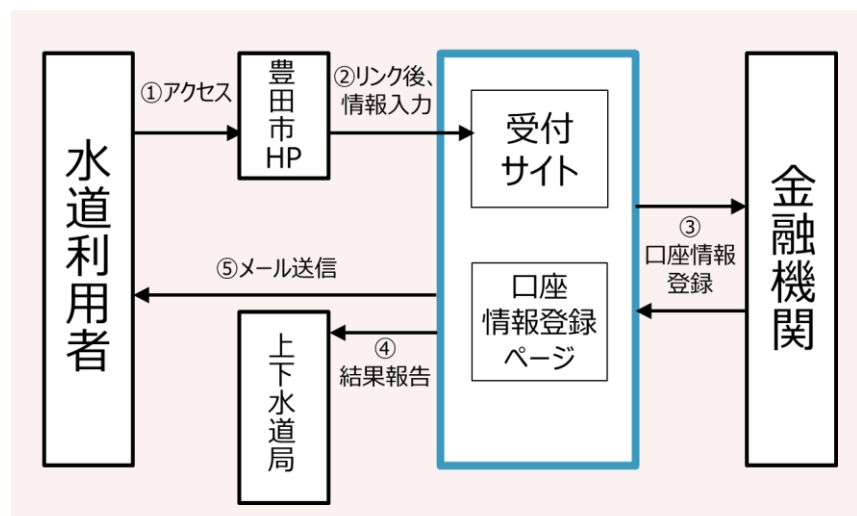 水道利用者
①アクセス
豊田市HP
②リンク後、
情報入力
受付
サイト
③
口座情報
登録
金融機関
⑤メール送信
口座
情報登録
ページ
④
結果報告
上下水道局